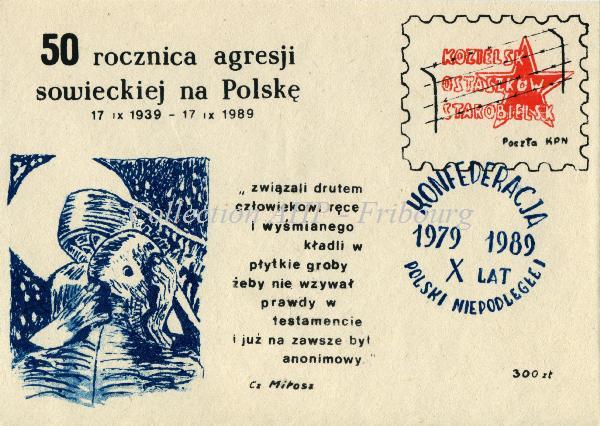 50 rocznica agresji
sowieckiej na Polskę
17 IX 1939 - 17 IX 1989
KOZIELSK
OSTASZKÓW
STAROBIELSK
Poczta KPN
„ związali drutem
człowiekowi ręce
i wyśmianego
kładli w
płytkie groby
żeby nie wzywał
prawdy w
testamencie
i już na zawsze był
anonimowy.
Cz Miłosz
KONFEDERACJA
1979 1989
X LAT
POLSKI NIEPODLEGŁEJ
300 zł
Collection AHP - Fribourg